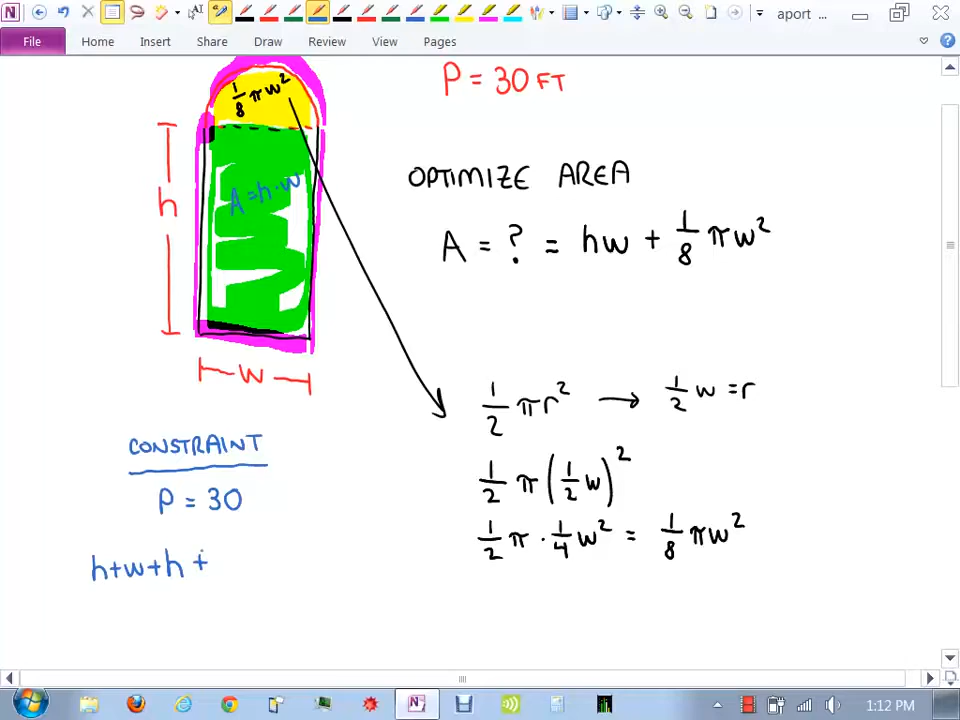 aport ...
File Home Insert Share Draw Review View Pages
P = 30 FT
1/8 πw²
OPTIMIZE AREA
h
A = h·w
A = ? = hw + 1/8 πw²
w
1/2 πr² → 1/2 w = r
CONSTRAINT
1/2 π(1/2 w)²
P = 30
1/2 π · 1/4 w² = 1/8 πw²
h+w+h +
1:12 PM